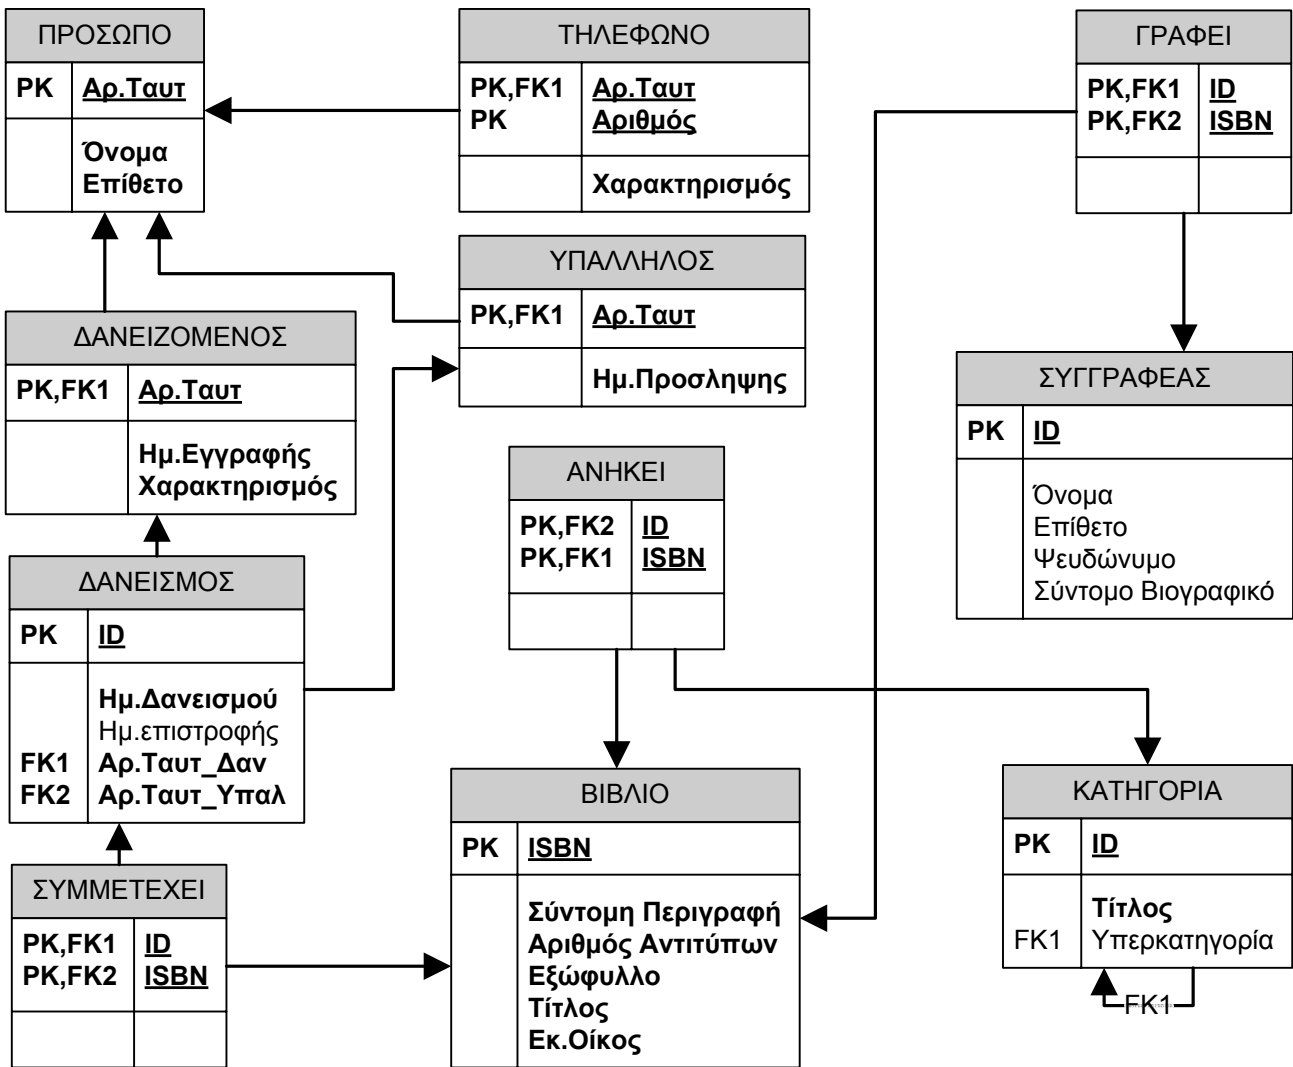 ΠΡΟΣΩΠΟ
PK Αρ.Ταυτ
Όνομα
Επίθετο
ΤΗΛΕΦΩΝΟ
PK,FK1 Αρ.Ταυτ
PK Αριθμός
Χαρακτηρισμός
ΓΡΑΦΕΙ
PK,FK1 ID
PK,FK2 ISBN
ΥΠΑΛΛΗΛΟΣ
PK,FK1 Αρ.Ταυτ
Ημ.Προσληψης
ΔΑΝΕΙΖΟΜΕΝΟΣ
PK,FK1 Αρ.Ταυτ
Ημ.Εγγραφής
Χαρακτηρισμός
ΣΥΓΓΡΑΦΕΑΣ
PK ID
Όνομα
Επίθετο
Ψευδώνυμο
Σύντομο Βιογραφικό
ΑΝΗΚΕΙ
PK,FK2 ID
PK,FK1 ISBN
ΔΑΝΕΙΣΜΟΣ
PK ID
Ημ.Δανεισμού
Ημ.επιστροφής
FK1 Αρ.Ταυτ_Δαν
FK2 Αρ.Ταυτ_Υπαλ
ΒΙΒΛΙΟ
PK ISBN
Σύντομη Περιγραφή
Αριθμός Αντιτύπων
Εξώφυλλο
Τίτλος
Εκ.Οίκος
ΚΑΤΗΓΟΡΙΑ
PK ID
Τίτλος
FK1 Υπερκατηγορία
FK1
ΣΥΜΜΕΤΕΧΕΙ
PK,FK1 ID
PK,FK2 ISBN